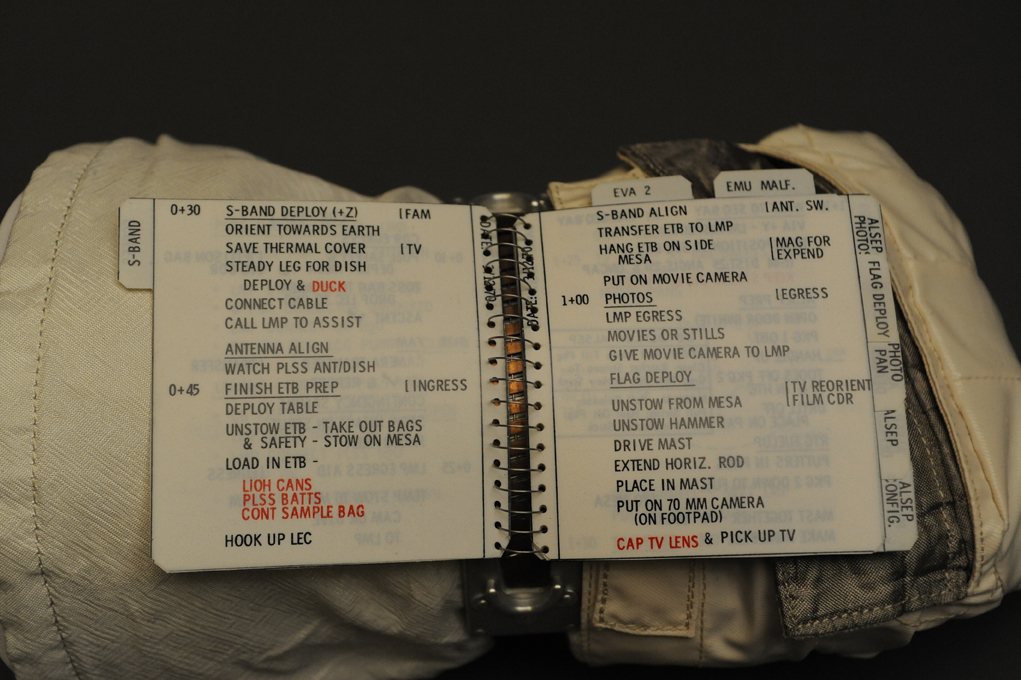 S-BAND
0+30 S-BAND DEPLOY (+Z) [FAM
ORIENT TOWARDS EARTH
SAVE THERMAL COVER [TV
STEADY LEG FOR DISH
DEPLOY & DUCK
CONNECT CABLE
CALL LMP TO ASSIST
ANTENNA ALIGN
WATCH PLSS ANT/DISH
0+45 FINISH ETB PREP [INGRESS
DEPLOY TABLE
UNSTOW ETB - TAKE OUT BAGS
& SAFETY - STOW ON MESA
LOAD IN ETB -
LIOH CANS
PLSS BATTS
CONT SAMPLE BAG
HOOK UP LEC
EVA 2
EMU MALF.
S-BAND ALIGN [ANT. SW.
TRANSFER ETB TO LMP
HANG ETB ON SIDE [MAG FOR
MESA EXPEND
PUT ON MOVIE CAMERA
1+00 PHOTOS [EGRESS
LMP EGRESS
MOVIES OR STILLS
GIVE MOVIE CAMERA TO LMP
FLAG DEPLOY [TV REORIENT
UNSTOW FROM MESA FILM CDR
UNSTOW HAMMER
DRIVE MAST
EXTEND HORIZ. ROD
PLACE IN MAST
PUT ON 70 MM CAMERA
(ON FOOTPAD)
CAP TV LENS & PICK UP TV
ALSEP
PHOTO
FLAG DEPLOY
PHOTO
PAN
ALSEP
ALSEP
CONFIG.